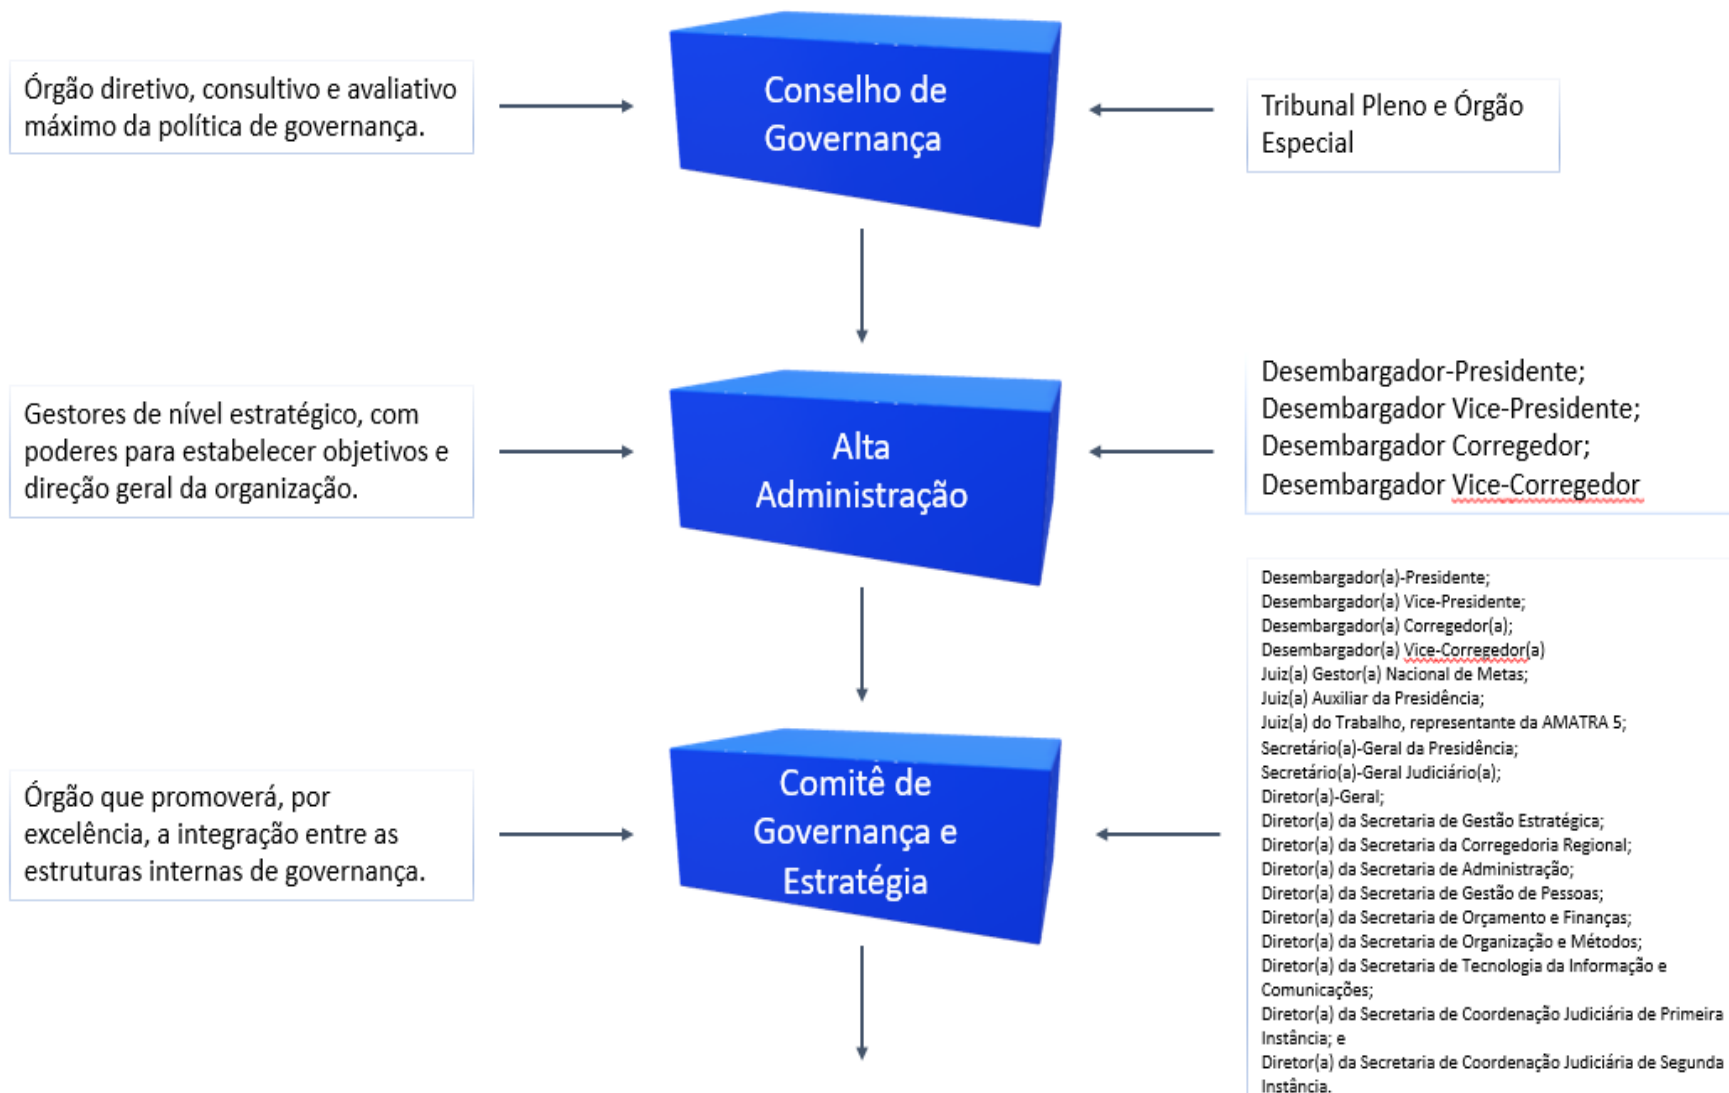 Órgão diretivo, consultivo e avaliativo
máximo da política de governança.
Conselho de
Governança
Tribunal Pleno e Órgão
Especial
Gestores de nível estratégico, com
poderes para estabelecer objetivos e
direção geral da organização.
Alta
Administração
Desembargador-Presidente;
Desembargador Vice-Presidente;
Desembargador Corregedor;
Desembargador Vice-Corregedor
Órgão que promoverá, por
excelência, a integração entre as
estruturas internas de governança.
Comitê de
Governança e
Estratégia
Desembargador(a)-Presidente;
Desembargador(a) Vice-Presidente;
Desembargador(a) Corregedor(a);
Desembargador(a) Vice-Corregedor(a)
Juiz(a) Gestor(a) Nacional de Metas;
Juiz(a) Auxiliar da Presidência;
Juiz(a) do Trabalho, representante da AMATRA 5;
Secretário(a)-Geral da Presidência;
Secretário(a)-Geral Judiciário(a);
Diretor(a)-Geral;
Diretor(a) da Secretaria de Gestão Estratégica;
Diretor(a) da Secretaria da Corregedoria Regional;
Diretor(a) da Secretaria de Administração;
Diretor(a) da Secretaria de Gestão de Pessoas;
Diretor(a) da Secretaria de Orçamento e Finanças;
Diretor(a) da Secretaria de Organização e Métodos;
Diretor(a) da Secretaria de Tecnologia da Informação e
Comunicações;
Diretor(a) da Secretaria de Coordenação Judiciária de Primeira
Instância; e
Diretor(a) da Secretaria de Coordenação Judiciária de Segunda
Instância.